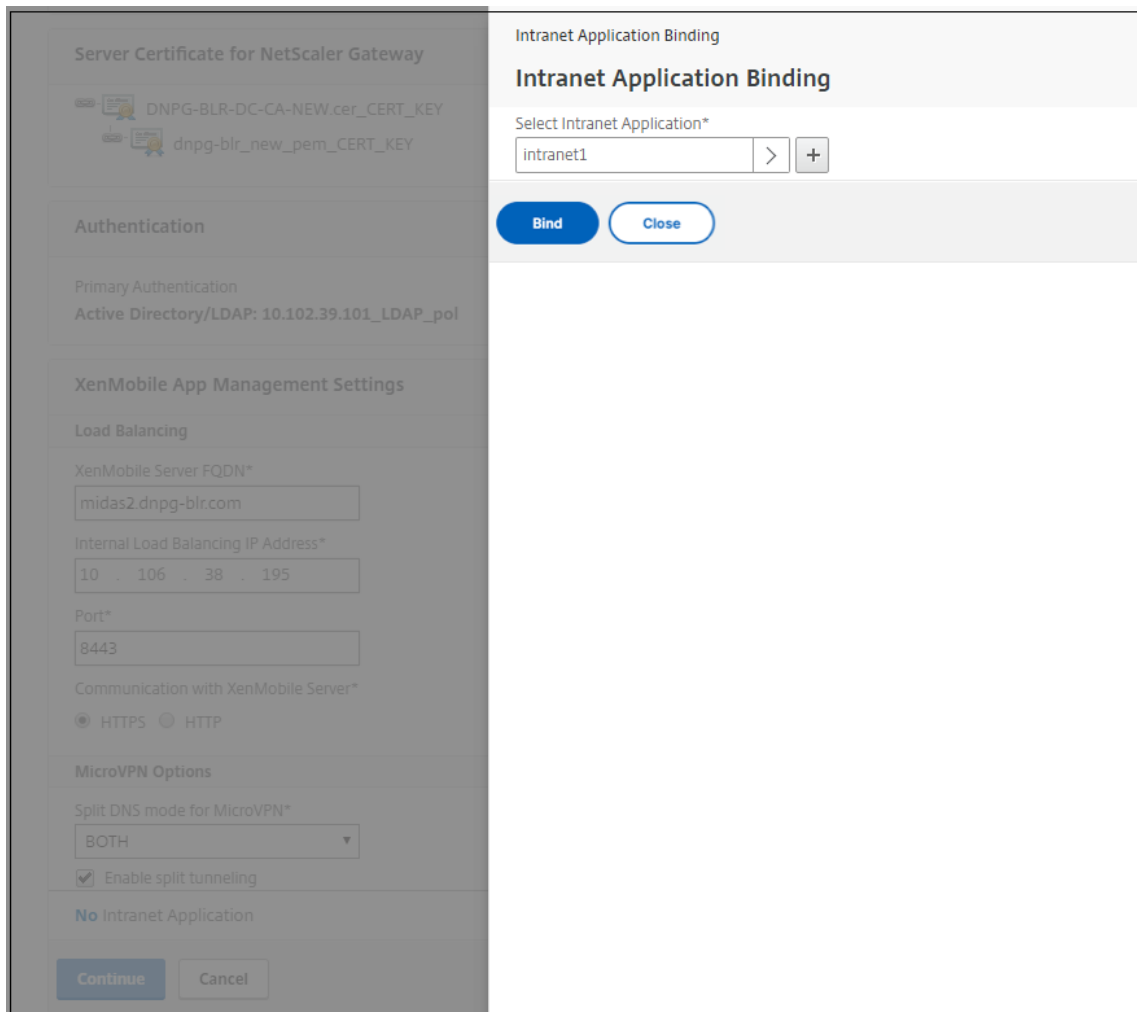 Server Certificate for NetScaler Gateway
DNPG-BLR-DC-CA-NEW.cer_CERT_KEY
dnpg-blr_new_pem_CERT_KEY
Authentication
Primary Authentication
Active Directory/LDAP: 10.102.39.101_LDAP_pol
XenMobile App Management Settings
Load Balancing
XenMobile Server FQDN*
midas2.dnpg-blr.com
Internal Load Balancing IP Address*
10 . 106 . 38 . 195
Port*
8443
Communication with XenMobile Server*
HTTPS HTTP
MicroVPN Options
Split DNS mode for MicroVPN*
BOTH
Enable split tunneling
No Intranet Application
Continue Cancel
Intranet Application Binding
Intranet Application Binding
Select Intranet Application*
intranet1
Bind Close